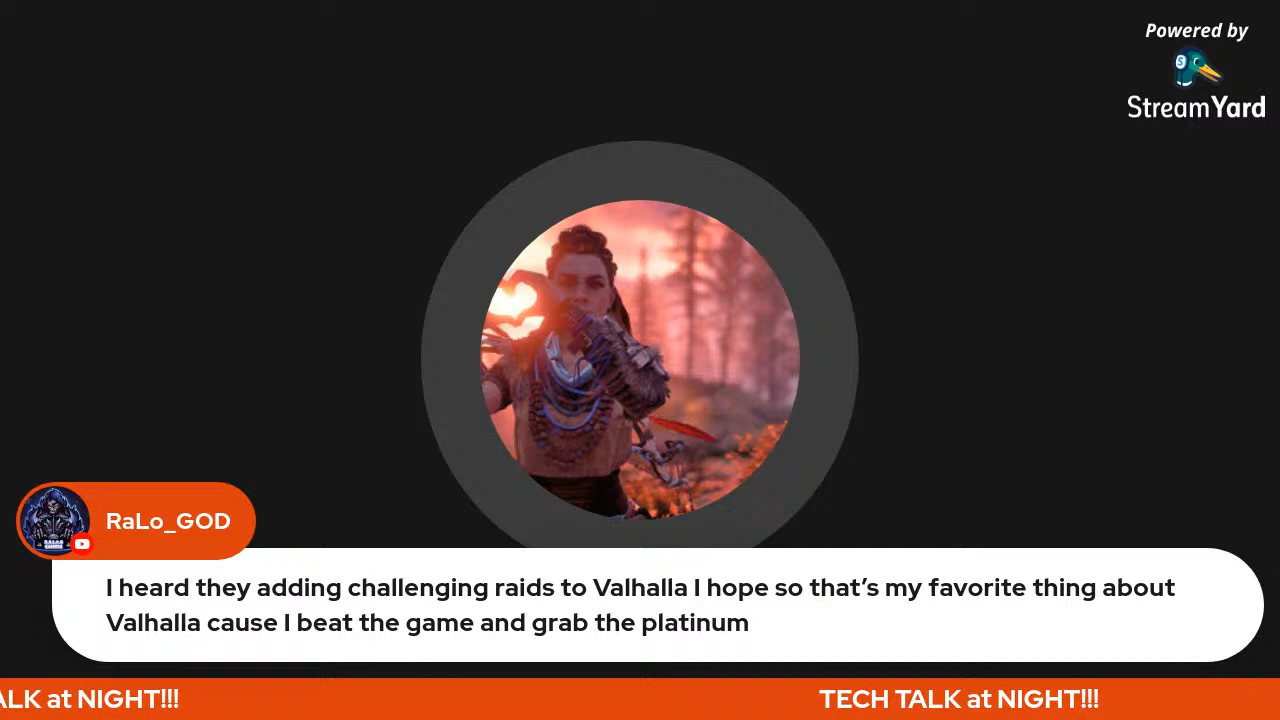 Powered by
StreamYard
RaLo_GOD
I heard they adding challenging raids to Valhalla I hope so that’s my favorite thing about
Valhalla cause I beat the game and grab the platinum
ALK at NIGHT!!!
TECH TALK at NIGHT!!!